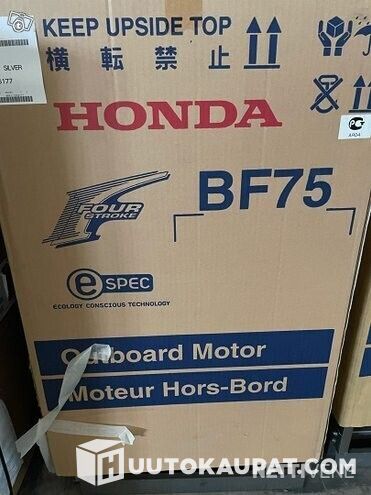 KEEP UPSIDE TOP
SILVER
横転禁止
HONDA
FOUR
STROKE
BF75
e SPEC
ECOLOGY CONSCIOUS TECHNOLOGY
Outboard Motor
Moteur Hors-Bord
HUUTOKAUPAT.COM